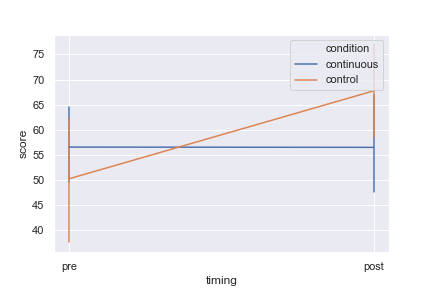 condition
continuous
control
75
70
65
60
55
50
45
40
score
pre
post
timing